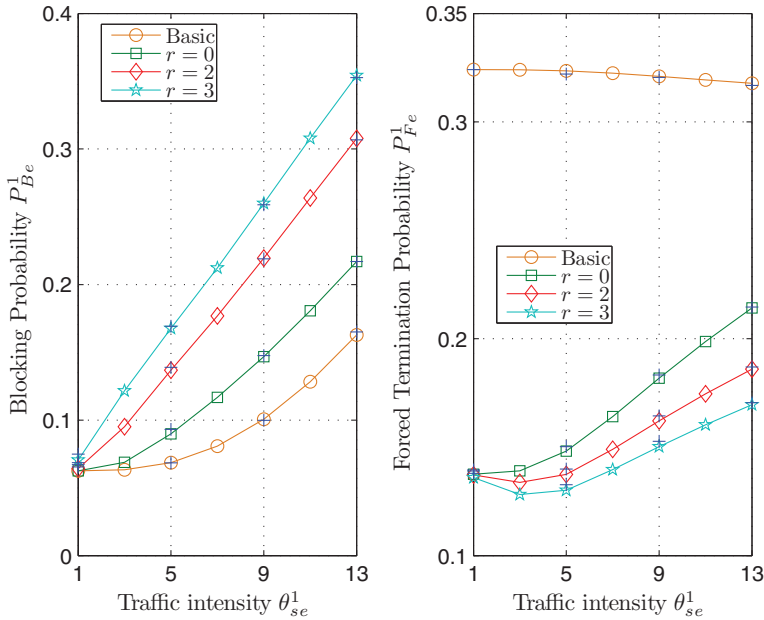 0.4
0.3
0.2
0.1
0
Blocking Probability $P^1_{Be}$
Basic
r = 0
r = 2
r = 3
1 5 9 13
Traffic intensity $\theta^1_{se}$
0.35
0.3
0.2
0.1
Forced Termination Probability $P^1_{Fe}$
Basic
r = 0
r = 2
r = 3
1 5 9 13
Traffic intensity $\theta^1_{se}$